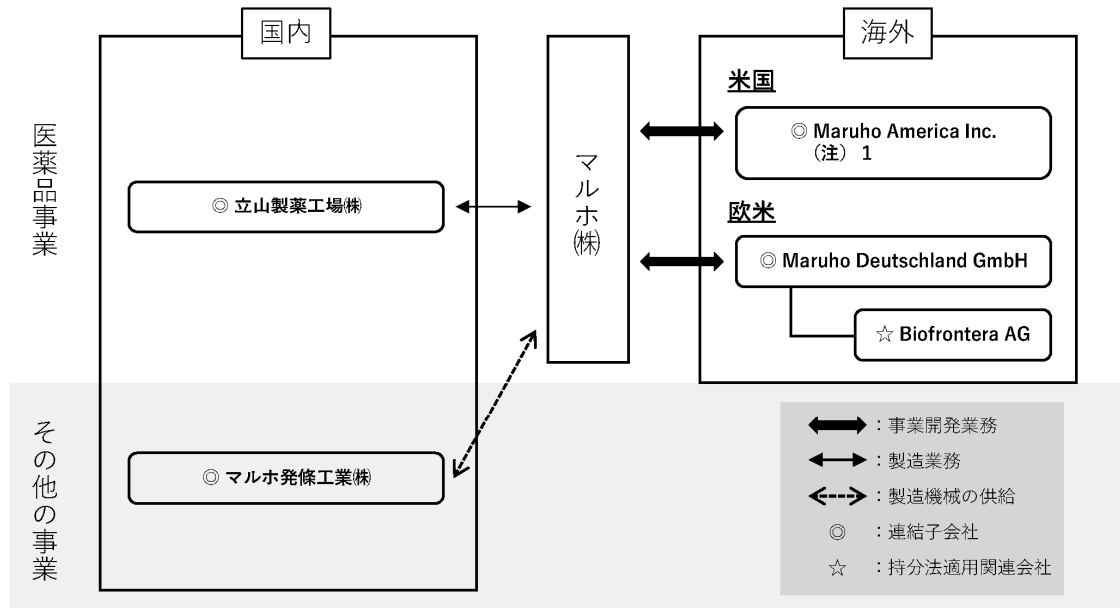 国内
海外
医薬品事業
◎ 立山製薬工場㈱
マルホ㈱
米国
◎ Maruho America Inc.
（注） 1
欧米
◎ Maruho Deutschland GmbH
☆ Biofrontera AG
その他の事業
◎ マルホ発條工業㈱
：事業開発業務
：製造業務
：製造機械の供給
◎ ：連結子会社
☆ ：持分法適用関連会社